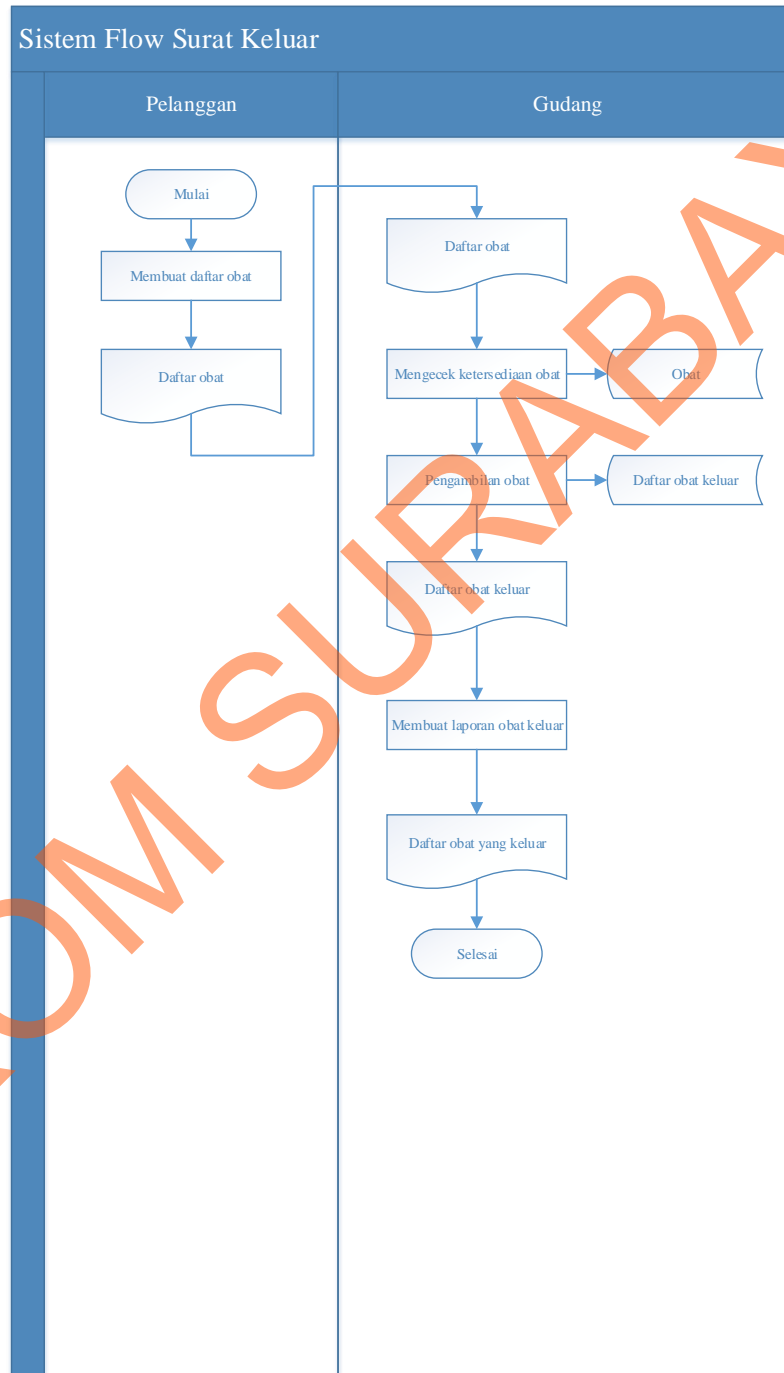 Sistem Flow Surat Keluar
Pelanggan
Gudang
Mulai
Membuat daftar obat
Daftar obat
Daftar obat
Mengecek ketersediaan obat
Obat
Pengambilan obat
Daftar obat keluar
Daftar obat keluar
Membuat laporan obat keluar
Daftar obat yang keluar
Selesai
OM SURABAY